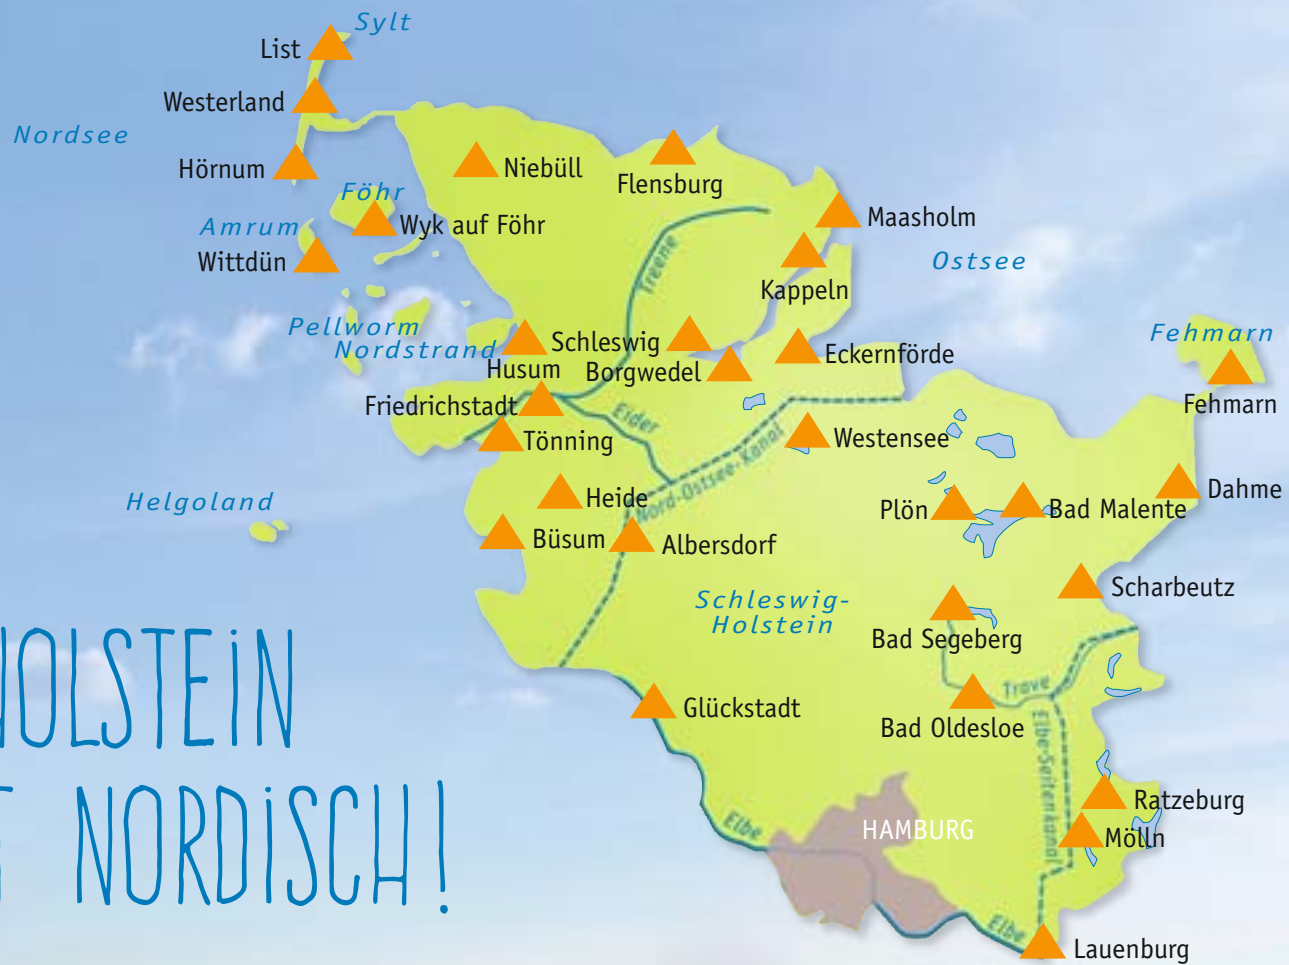 Sylt
List
Westerland
Nordsee
Hörnum
Niebüll
Flensburg
Föhr
Amrum
Wyk auf Föhr
Maasholm
Wittdün
Treene
Ostsee
Kappeln
Pellworm
Nordstrand
Schleswig
Husum
Borgwedel
Eckernförde
Fehmarn
Fehmarn
Friedrichstadt
Eider
Tönning
Westensee
Nord-Ostsee-Kanal
Helgoland
Heide
Plön
Bad Malente
Dahme
Büsum
Albersdorf
Scharbeutz
Schleswig-
Holstein
Bad Segeberg
Trave
Glückstadt
Bad Oldesloe
Elbe-Seitenkanal
HOLSTEIN
NORDISCH!
Ratzeburg
Elbe
HAMBURG
Mölln
Elbe
Lauenburg